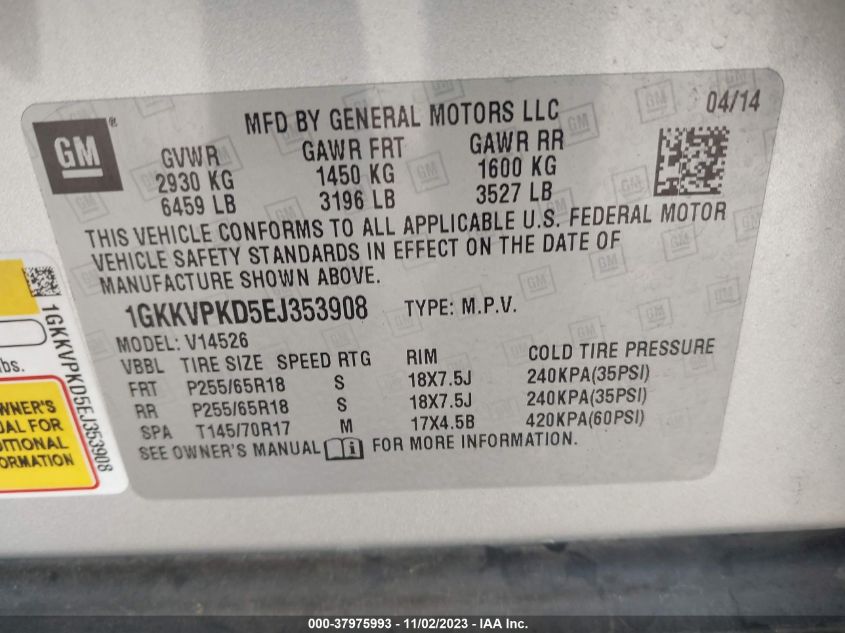 GM ®
MFD BY GENERAL MOTORS LLC
04/14
GVWR GAWR FRT GAWR RR
2930 KG 1450 KG 1600 KG
6459 LB 3196 LB 3527 LB
THIS VEHICLE CONFORMS TO ALL APPLICABLE U.S. FEDERAL MOTOR
VEHICLE SAFETY STANDARDS IN EFFECT ON THE DATE OF
MANUFACTURE SHOWN ABOVE.
1GKKVPKD5EJ353908 TYPE: M.P.V.
MODEL: V14526
VBBL TIRE SIZE SPEED RTG RIM COLD TIRE PRESSURE
FRT P255/65R18 S 18X7.5J 240KPA(35PSI)
RR P255/65R18 S 18X7.5J 240KPA(35PSI)
SPA T145/70R17 M 17X4.5B 420KPA(60PSI)
SEE OWNER'S MANUAL FOR MORE INFORMATION.
1GKKVPKD5EJ353908
lbs.
OWNER'S
FOR
000-37975993 - 11/02/2023 - IAA Inc.